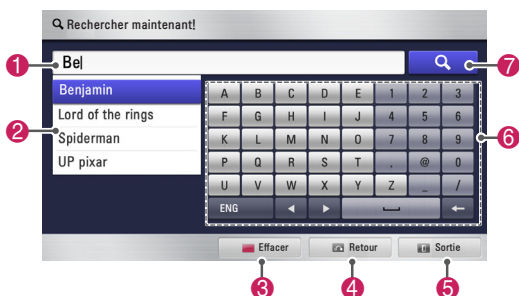 Rechercher maintenant!
1 Be 7
Benjamin
Lord of the rings
2 Spiderman
UP pixar
A B C D E 1 2 3
F G H I J 4 5 6
K L M N O 7 8 9 6
P Q R S T . @ 0
U V W X Y Z _ /
ENG ◄ ► ←
Effacer Retour Sortie
3 4 5